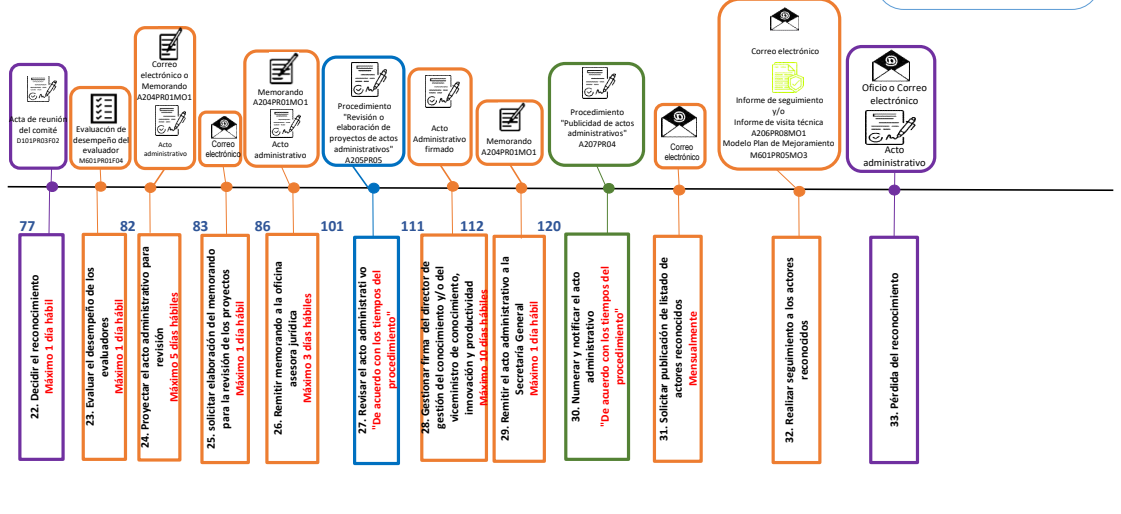 Acta de reunión
del comité
D101PR03F02
Evaluación de
desempeño del
evaluador
M601PR01F04
Correo
electrónico o
Memorando
A204PR01MO1
Acto
administrativo
Correo
electrónico
Memorando
A204PR01MO1
Acto
administrativo
Procedimiento
"Revisión o
elaboración de
proyectos de actos
administrativos"
A205PR05
Acto
Administrativo
firmado
Memorando
A204PR01MO1
Procedimiento
"Publicidad de actos
administrativos"
A207PR04
Correo
electrónico
Correo electrónico
Informe de seguimiento
y/o
Informe de visita técnica
A206PR08MO1
Modelo Plan de Mejoramiento
M601PR05MO3
Oficio o Correo
electrónico
Acto
administrativo
77
82
83
86
101
111
112
120
22. Decidir el reconocimiento
Máximo 1 día hábil
23. Evaluar el desempeño de los
evaluadores
Máximo 1 día hábil
24. Proyectar el acto administrativo para
revisión
Máximo 5 días hábiles
25. solicitar elaboración del memorando
para la revisión de los proyectos
Máximo 1 día hábil
26. Remitir memorando a la oficina
asesora jurídica
Máximo 3 días hábiles
27. Revisar el acto administrati vo
"De acuerdo con los tiempos del
procedimiento"
28. Gestionar firma del director de
gestión del conocimiento y/o del
viceministro de conocimiento,
innovación y productividad
Máximo 10 días hábiles
29. Remitir el acto administrativo a la
Secretaría General
Máximo 1 día hábil
30. Numerar y notificar el acto
administrativo
"De acuerdo con los tiempos del
procedimiento"
31. Solicitar publicación de listado de
actores reconocidos
Mensualmente
32. Realizar seguimiento a los actores
reconocidos
33. Pérdida del reconocimiento